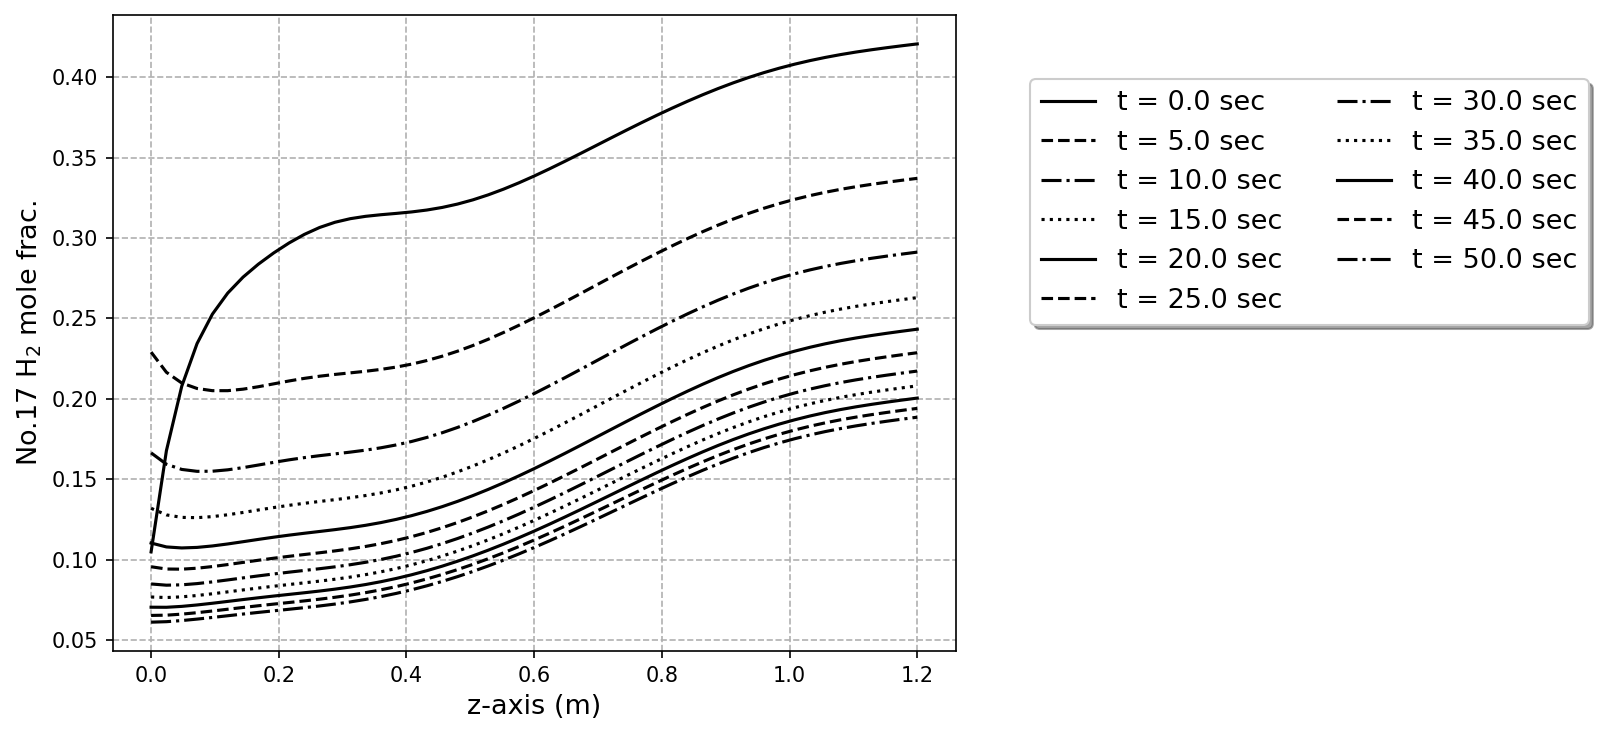 No.17 H₂ mole frac.
0.40
0.35
0.30
0.25
0.20
0.15
0.10
0.05
0.0 0.2 0.4 0.6 0.8 1.0 1.2
z-axis (m)
t = 0.0 sec
t = 5.0 sec
t = 10.0 sec
t = 15.0 sec
t = 20.0 sec
t = 25.0 sec
t = 30.0 sec
t = 35.0 sec
t = 40.0 sec
t = 45.0 sec
t = 50.0 sec